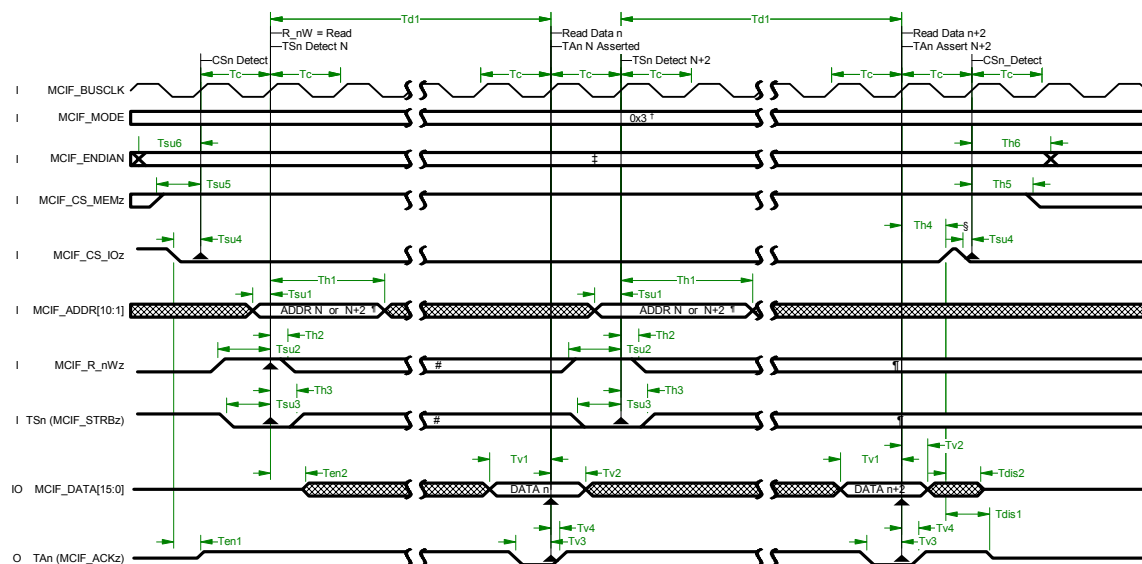 Td1 Td1
R_nW = Read Read Data n Read Data n+2
TSn Detect N TAn N Asserted TAn Assert N+2
CSn Detect TSn Detect N+2 CSn_Detect
Tc Tc Tc Tc Tc Tc Tc Tc
I MCIF_BUSCLK
I MCIF_MODE 0x3 †
Tsu6 Th6
I MCIF_ENDIAN ‡
Tsu5 Th5
I MCIF_CS_MEMz
Th4 §
Tsu4 Tsu4
I MCIF_CS_IOz
Th1 Th1
Tsu1 Tsu1
I MCIF_ADDR[10:1] ADDR N or N+2 ¶ ADDR N or N+2 ¶
Th2 Th2
Tsu2 Tsu2
I MCIF_R_nWz # ¶
Th3 Th3
Tsu3 Tsu3
I TSn (MCIF_STRBz) # ¶
Tv2
Tv1 Tv2 Tv1
Ten2 Tdis2
IO MCIF_DATA[15:0] DATA n DATA n+2
Tdis1
Tv4 Tv4
Ten1 Tv3 Tv3
O TAn (MCIF_ACKz)